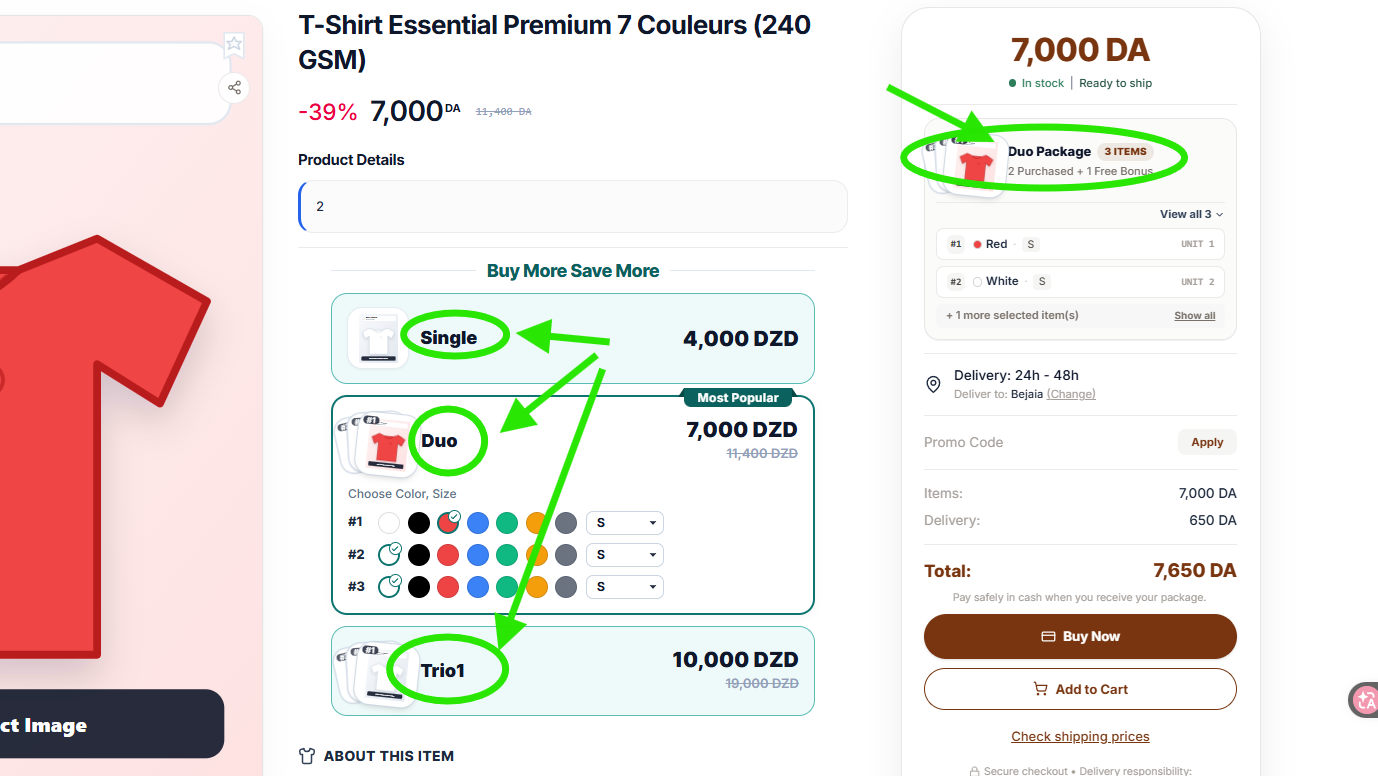 T-Shirt Essential Premium 7 Couleurs (240
GSM)
-39% 7,000 DA 11,400 DA
Product Details
2
Buy More Save More
Single
4,000 DZD
Most Popular
#1
Duo
7,000 DZD
11,400 DZD
Choose Color, Size
#1 S
#2 S
#3 S
#1
Trio1
10,000 DZD
19,000 DZD
ABOUT THIS ITEM
ct Image
7,000 DA
In stock | Ready to ship
Duo Package 3 ITEMS
2 Purchased + 1 Free Bonus
View all 3
#1 Red · S UNIT 1
#2 White · S UNIT 2
+ 1 more selected item(s) Show all
Delivery: 24h - 48h
Deliver to: Bejaia (Change)
Promo Code Apply
Items: 7,000 DA
Delivery: 650 DA
Total: 7,650 DA
Pay safely in cash when you receive your package.
Buy Now
Add to Cart
Check shipping prices
Secure checkout • Delivery responsibility: